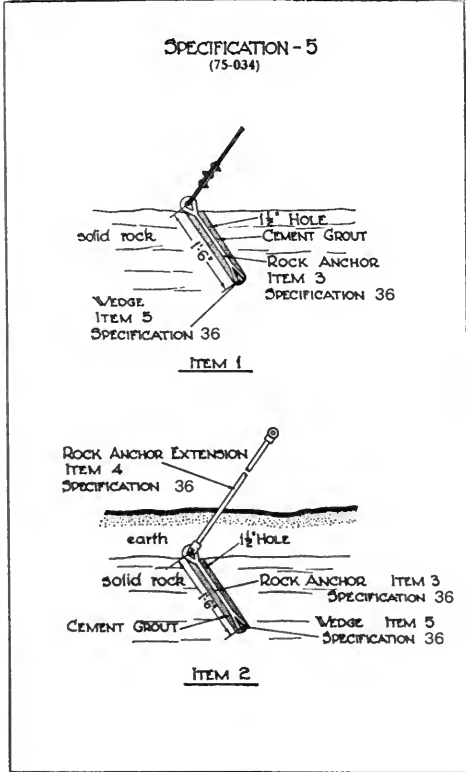 SPECIFICATION - 5
(75-034)
1½" HOLE
solid rock
CEMENT GROUT
1'-6"
ROCK ANCHOR
ITEM 3
SPECIFICATION 36
WEDGE
ITEM 5
SPECIFICATION 36
ITEM 1
ROCK ANCHOR EXTENSION
ITEM 4
SPECIFICATION 36
earth
1½" HOLE
solid rock
ROCK ANCHOR ITEM 3
SPECIFICATION 36
1'-6"
CEMENT GROUT
WEDGE ITEM 5
SPECIFICATION 36
ITEM 2